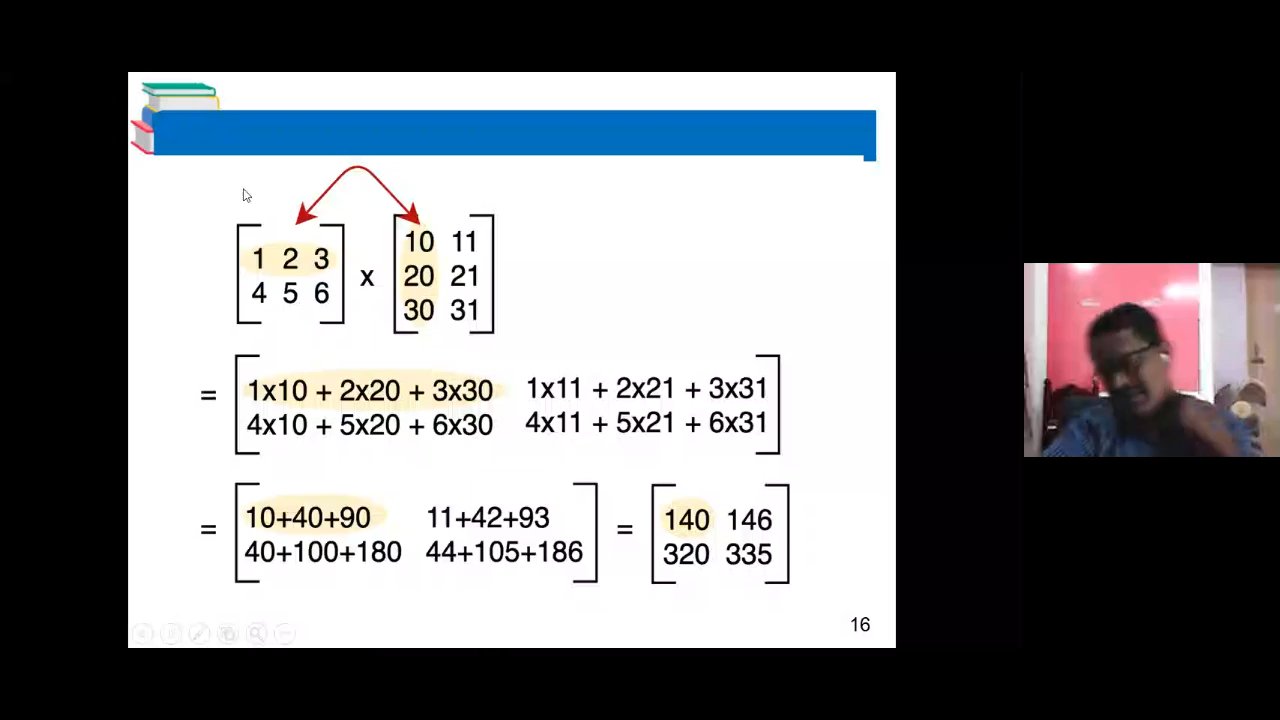 1 2 3
4 5 6
x
10 11
20 21
30 31
= 1x10 + 2x20 + 3x30 1x11 + 2x21 + 3x31
4x10 + 5x20 + 6x30 4x11 + 5x21 + 6x31
= 10+40+90 11+42+93 = 140 146
40+100+180 44+105+186 320 335
16